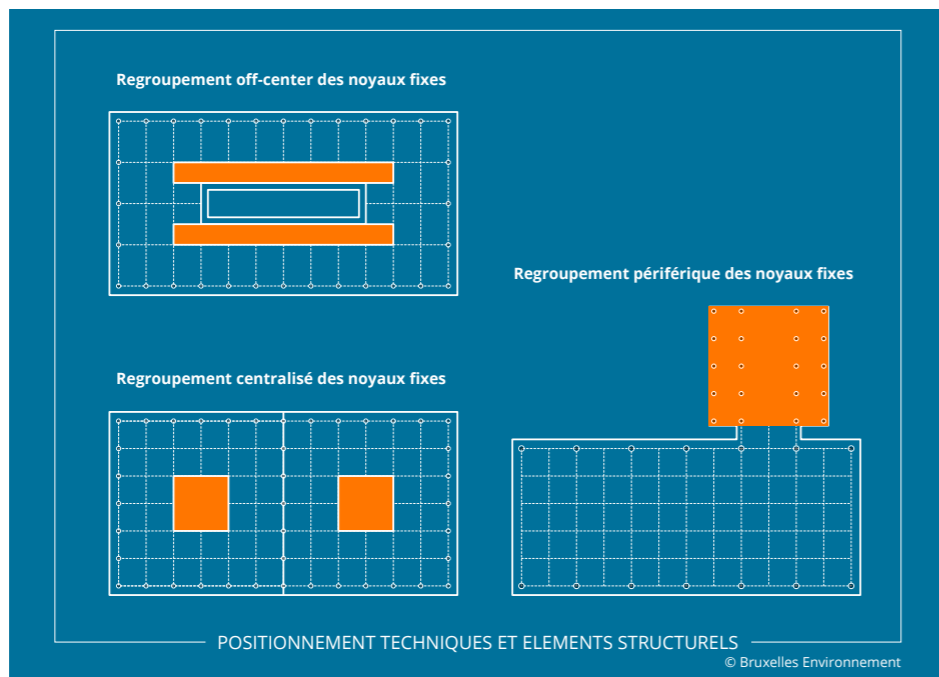 Regroupement off-center des noyaux fixes
Regroupement périférique des noyaux fixes
Regroupement centralisé des noyaux fixes
POSITIONNEMENT TECHNIQUES ET ELEMENTS STRUCTURELS
© Bruxelles Environnement